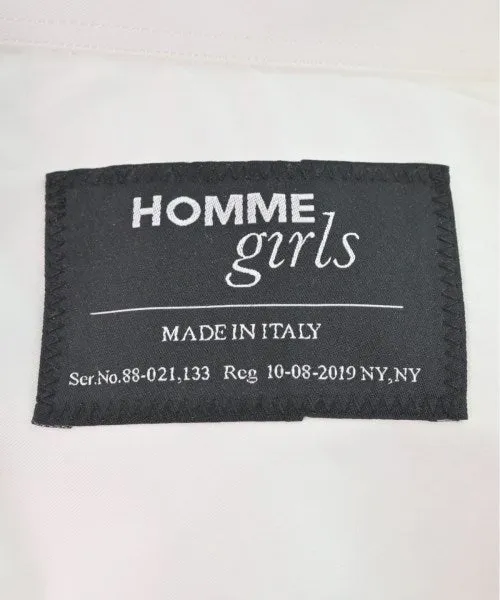 HOMME
girls
MADE IN ITALY
Ser.No.88-021,133 Reg 10-08-2019 NY,NY